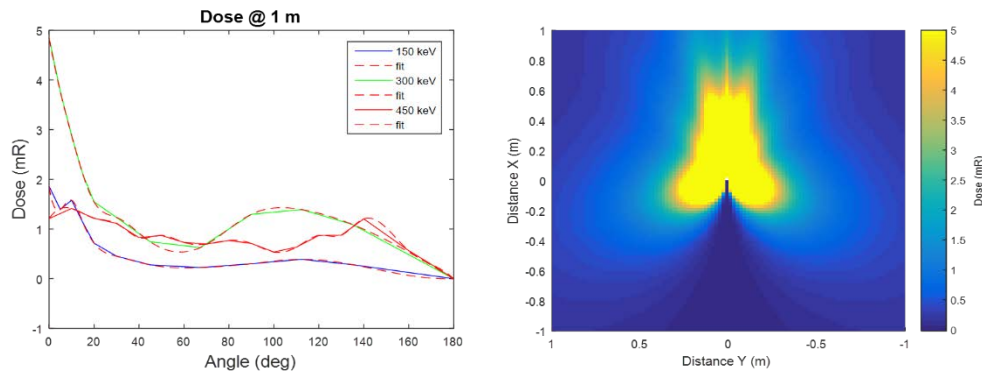 Dose @ 1 m
5
4
3
2
1
0
-1
0 20 40 60 80 100 120 140 160 180
Dose (mR)
Angle (deg)
150 keV
fit
300 keV
fit
450 keV
fit
1
0.8
0.6
0.4
0.2
0
-0.2
-0.4
-0.6
-0.8
-1
1 0.5 0 -0.5 -1
Distance X (m)
Distance Y (m)
5
4.5
4
3.5
3
2.5
2
1.5
1
0.5
0
Dose (mR)